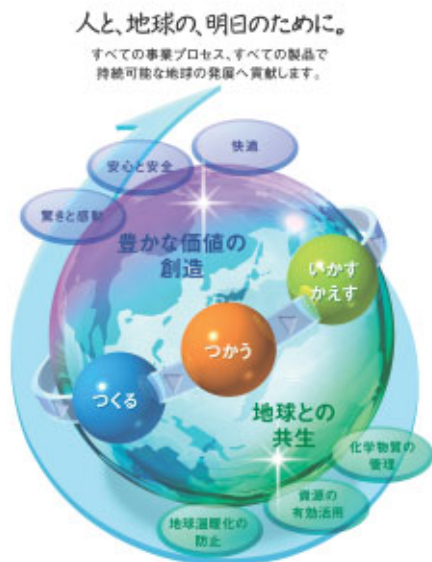 人と、地球の、明日のために。
すべての事業プロセス、すべての製品で
持続可能な地球の発展へ貢献します。
快適
安心と安全
驚きと感動
豊かな価値の
創造
いかす
かえす
つかう
つくる
地球との
共生
化学物質の
管理
資源の
有効活用
地球温暖化の
防止